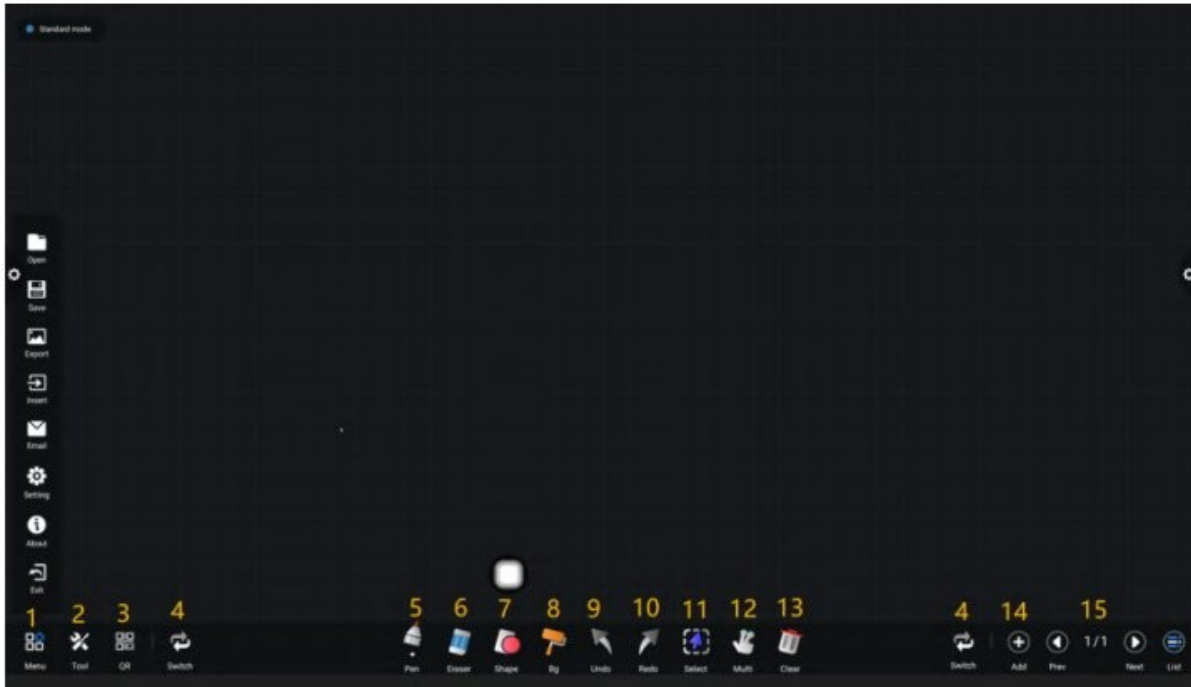 Standard mode
Open
Save
Export
Insert
Email
Setting
About
Exit
1 2 3 4 5 6 7 8 9 10 11 12 13 4 14 15
1/1
Menu Tool QR Switch Pen Eraser Shape Bg Undo Redo Select Multi Clear Switch Add Prev Next List